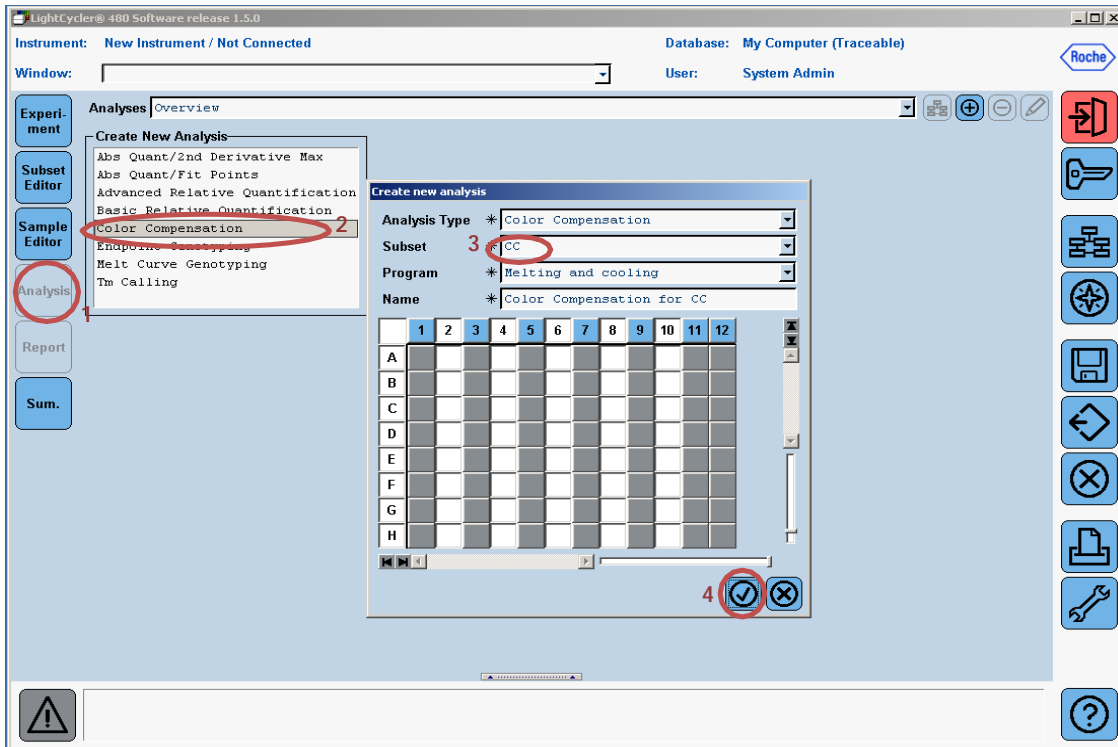 LightCycler® 480 Software release 1.5.0
Instrument: New Instrument / Not Connected
Database: My Computer (Traceable)
Window:
User: System Admin
Roche
Experi-
ment
Subset
Editor
Sample
Editor
Analysis
1
Report
Sum.
Analyses Overview
Create New Analysis
Abs Quant/2nd Derivative Max
Abs Quant/Fit Points
Advanced Relative Quantification
Basic Relative Quantification
Color Compensation 2
Endpoint Genotyping
Melt Curve Genotyping
Tm Calling
Create new analysis
Analysis Type * Color Compensation
Subset 3 * CC
Program * Melting and cooling
Name * Color Compensation for CC
1 2 3 4 5 6 7 8 9 10 11 12
A
B
C
D
E
F
G
H
4